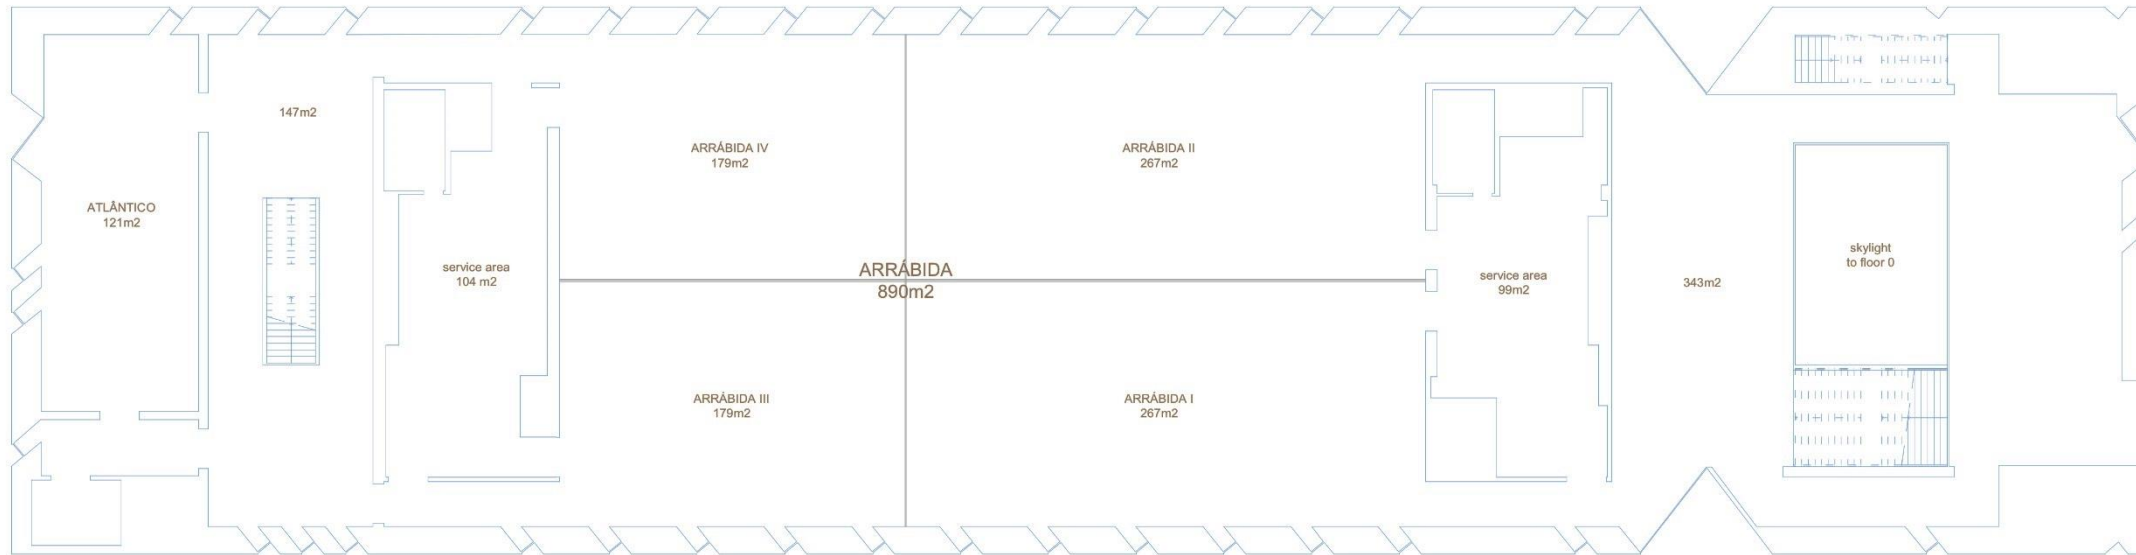 147m2
ARRÁBIDA IV
179m2
ARRÁBIDA II
267m2
ATLÂNTICO
121m2
service area
104 m2
ARRÁBIDA
890m2
service area
99m2
343m2
skylight
to floor 0
ARRÁBIDA III
179m2
ARRÁBIDA I
267m2